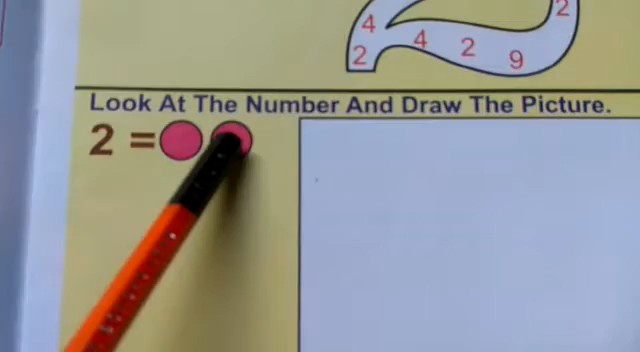 2
4
4 2 9
2
Look At The Number And Draw The Picture.
2 =